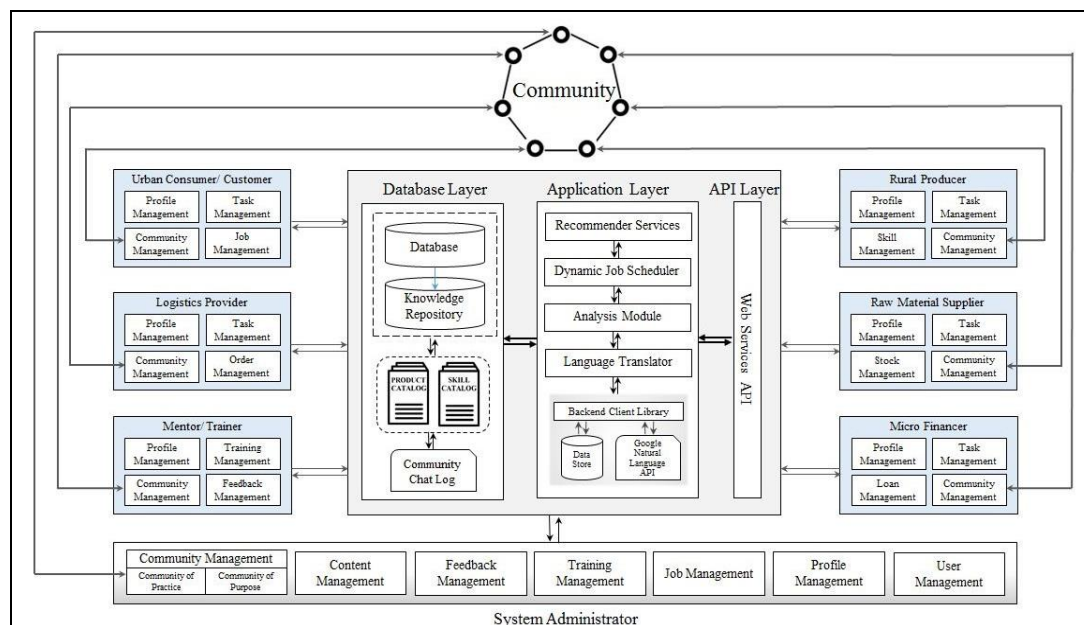 Community
Urban Consumer/ Customer
Profile
Management
Task
Management
Community
Management
Job
Management
Logistics Provider
Profile
Management
Task
Management
Community
Management
Order
Management
Mentor/ Trainer
Profile
Management
Training
Management
Community
Management
Feedback
Management
Database Layer
Database
Knowledge
Repository
PRODUCT
CATALOG
SKILL
CATALOG
Community
Chat Log
Application Layer
Recommender Services
Dynamic Job Scheduler
Analysis Module
Language Translator
Backend Client Library
Data
Store
Google
Natural
Language
API
API Layer
Web Services API
Rural Producer
Profile
Management
Task
Management
Skill
Management
Community
Management
Raw Material Supplier
Profile
Management
Task
Management
Stock
Management
Community
Management
Micro Financer
Profile
Management
Task
Management
Loan
Management
Community
Management
Community Management
Community of
Practice
Community of
Purpose
Content
Management
Feedback
Management
Training
Management
Job Management
Profile
Management
User
Management
System Administrator